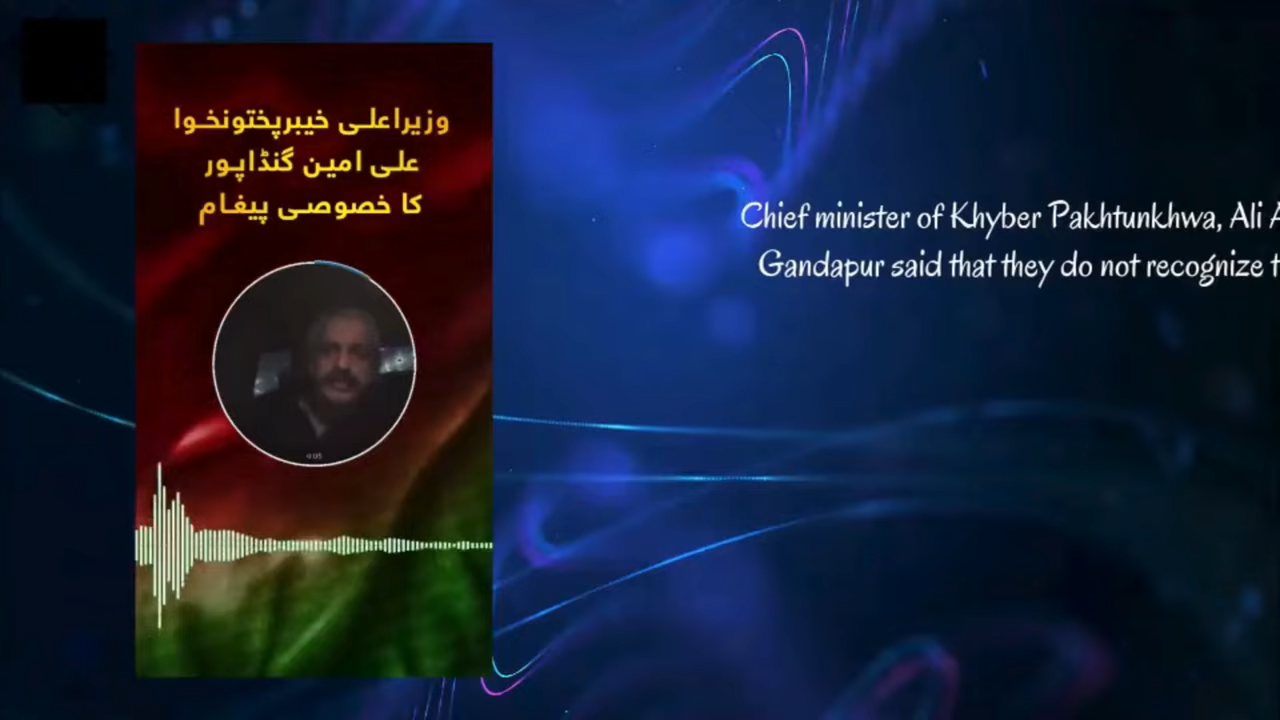 وزیراعلی خیبرپختونخوا
علی امین گنڈاپور
کا خصوصی پیغام
Chief minister of Khyber Pakhtunkhwa, Ali
Gandapur said that they do not recognize